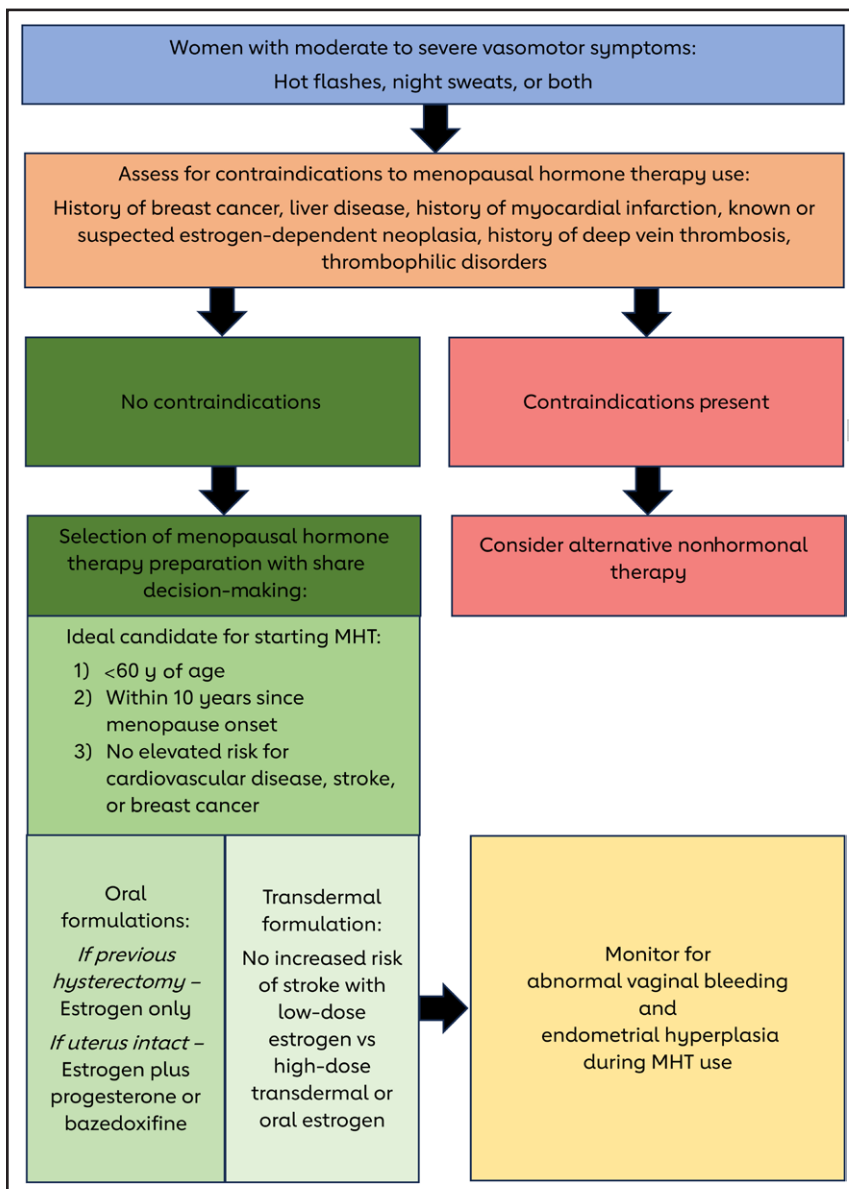 Women with moderate to severe vasomotor symptoms:
Hot flashes, night sweats, or both
Assess for contraindications to menopausal hormone therapy use:
History of breast cancer, liver disease, history of myocardial infarction, known or
suspected estrogen-dependent neoplasia, history of deep vein thrombosis,
thrombophilic disorders
No contraindications
Contraindications present
Selection of menopausal hormone
therapy preparation with share
decision-making:
Consider alternative nonhormonal
therapy
Ideal candidate for starting MHT:
1) <60 y of age
2) Within 10 years since
menopause onset
3) No elevated risk for
cardiovascular disease, stroke,
or breast cancer
Oral
formulations:
If previous
hysterectomy –
Estrogen only
If uterus intact –
Estrogen plus
progesterone or
bazedoxifine
Transdermal
formulation:
No increased risk
of stroke with
low-dose
estrogen vs
high-dose
transdermal or
oral estrogen
Monitor for
abnormal vaginal bleeding
and
endometrial hyperplasia
during MHT use